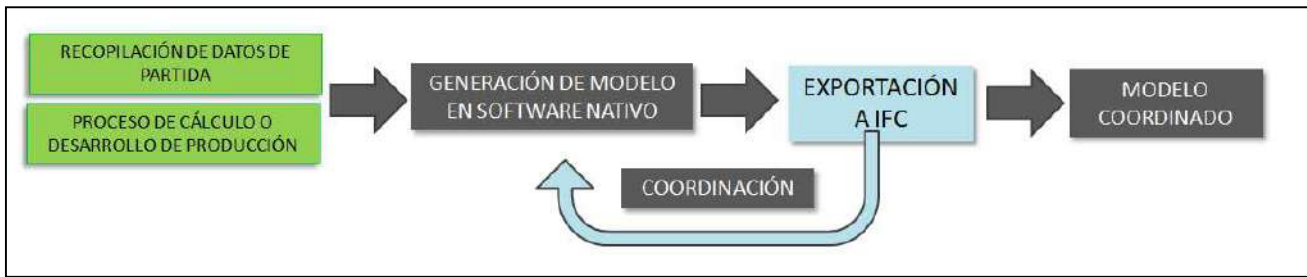 RECOPILACIÓN DE DATOS DE
PARTIDA
PROCESO DE CÁLCULO O
DESARROLLO DE PRODUCCIÓN
GENERACIÓN DE MODELO
EN SOFTWARE NATIVO
EXPORTACIÓN
A IFC
MODELO
COORDINADO
COORDINACIÓN